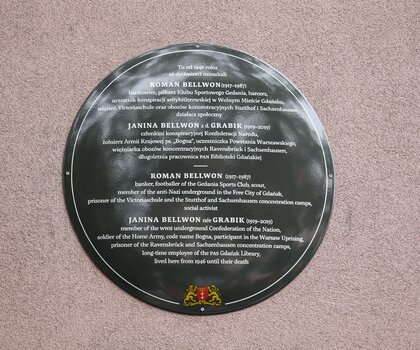 Tu od 1946 roku
aż do śmierci mieszkali
ROMAN BELLWON (1917-1987)
bankowiec, piłkarz Klubu Sportowego Gedania, harcerz,
uczestnik konspiracji antyhitlerowskiej w Wolnym Mieście Gdańsku,
więzień Victoriaschule oraz obozów koncentracyjnych Stutthof i Sachsenhausen,
działacz społeczny
JANINA BELLWON z d. GRABIK (1919-2019)
członkini konspiracyjnej Konfederacji Narodu,
żołnierz Armii Krajowej ps. „Bogna”, uczestniczka Powstania Warszawskiego,
więźniarka obozów koncentracyjnych Ravensbrück i Sachsenhausen,
długoletnia pracownica PAN Biblioteki Gdańskiej
ROMAN BELLWON (1917-1987)
banker, footballer of the Gedania Sports Club, scout,
member of the anti-Nazi underground in the Free City of Gdańsk,
prisoner of the Victoriaschule and the Stutthof and Sachsenhausen concentration camps,
social activist
JANINA BELLWON née GRABIK (1919-2019)
member of the WWII underground Confederation of the Nation,
soldier of the Home Army, code name Bogna, participant in the Warsaw Uprising,
prisoner of the Ravensbrück and Sachsenhausen concentration camps,
long-time employee of the PAS Gdańsk Library,
lived here from 1946 until their death